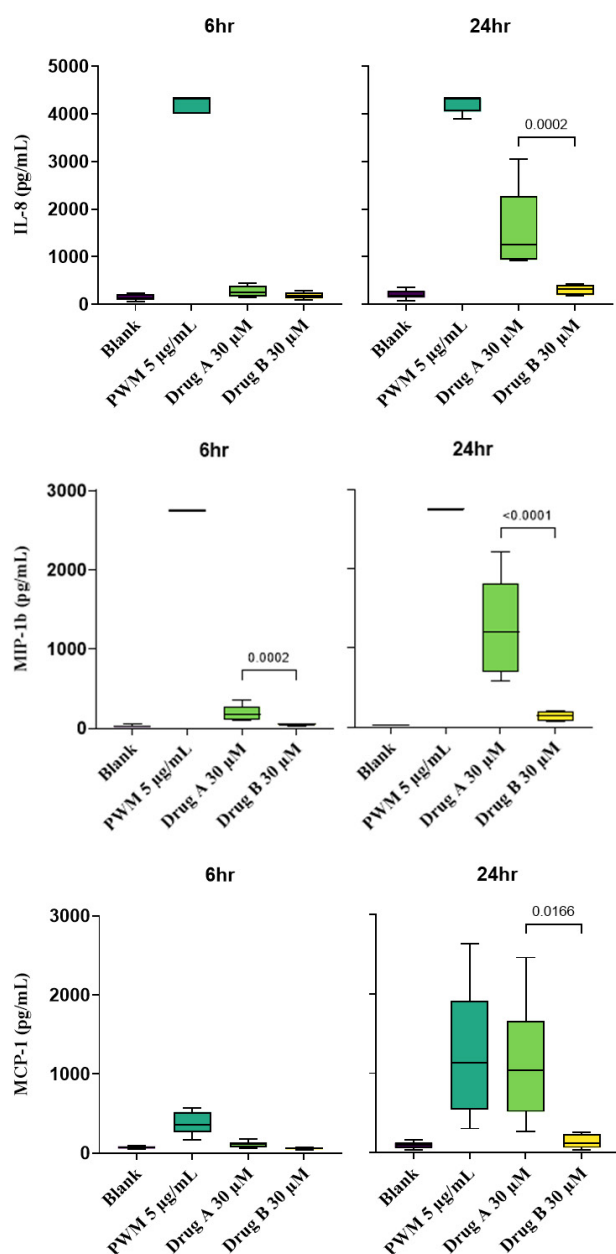 6hr
24hr
IL-8 (pg/mL)
5000
4000
3000
2000
1000
0
0.0002
Blank
PWM 5 µg/mL
Drug A 30 µM
Drug B 30 µM
Blank
PWM 5 µg/mL
Drug A 30 µM
Drug B 30 µM
6hr
24hr
MIP-1b (pg/mL)
3000
2000
1000
0
0.0002
<0.0001
Blank
PWM 5 µg/mL
Drug A 30 µM
Drug B 30 µM
Blank
PWM 5 µg/mL
Drug A 30 µM
Drug B 30 µM
6hr
24hr
MCP-1 (pg/mL)
3000
2000
1000
0
0.0166
Blank
PWM 5 µg/mL
Drug A 30 µM
Drug B 30 µM
Blank
PWM 5 µg/mL
Drug A 30 µM
Drug B 30 µM